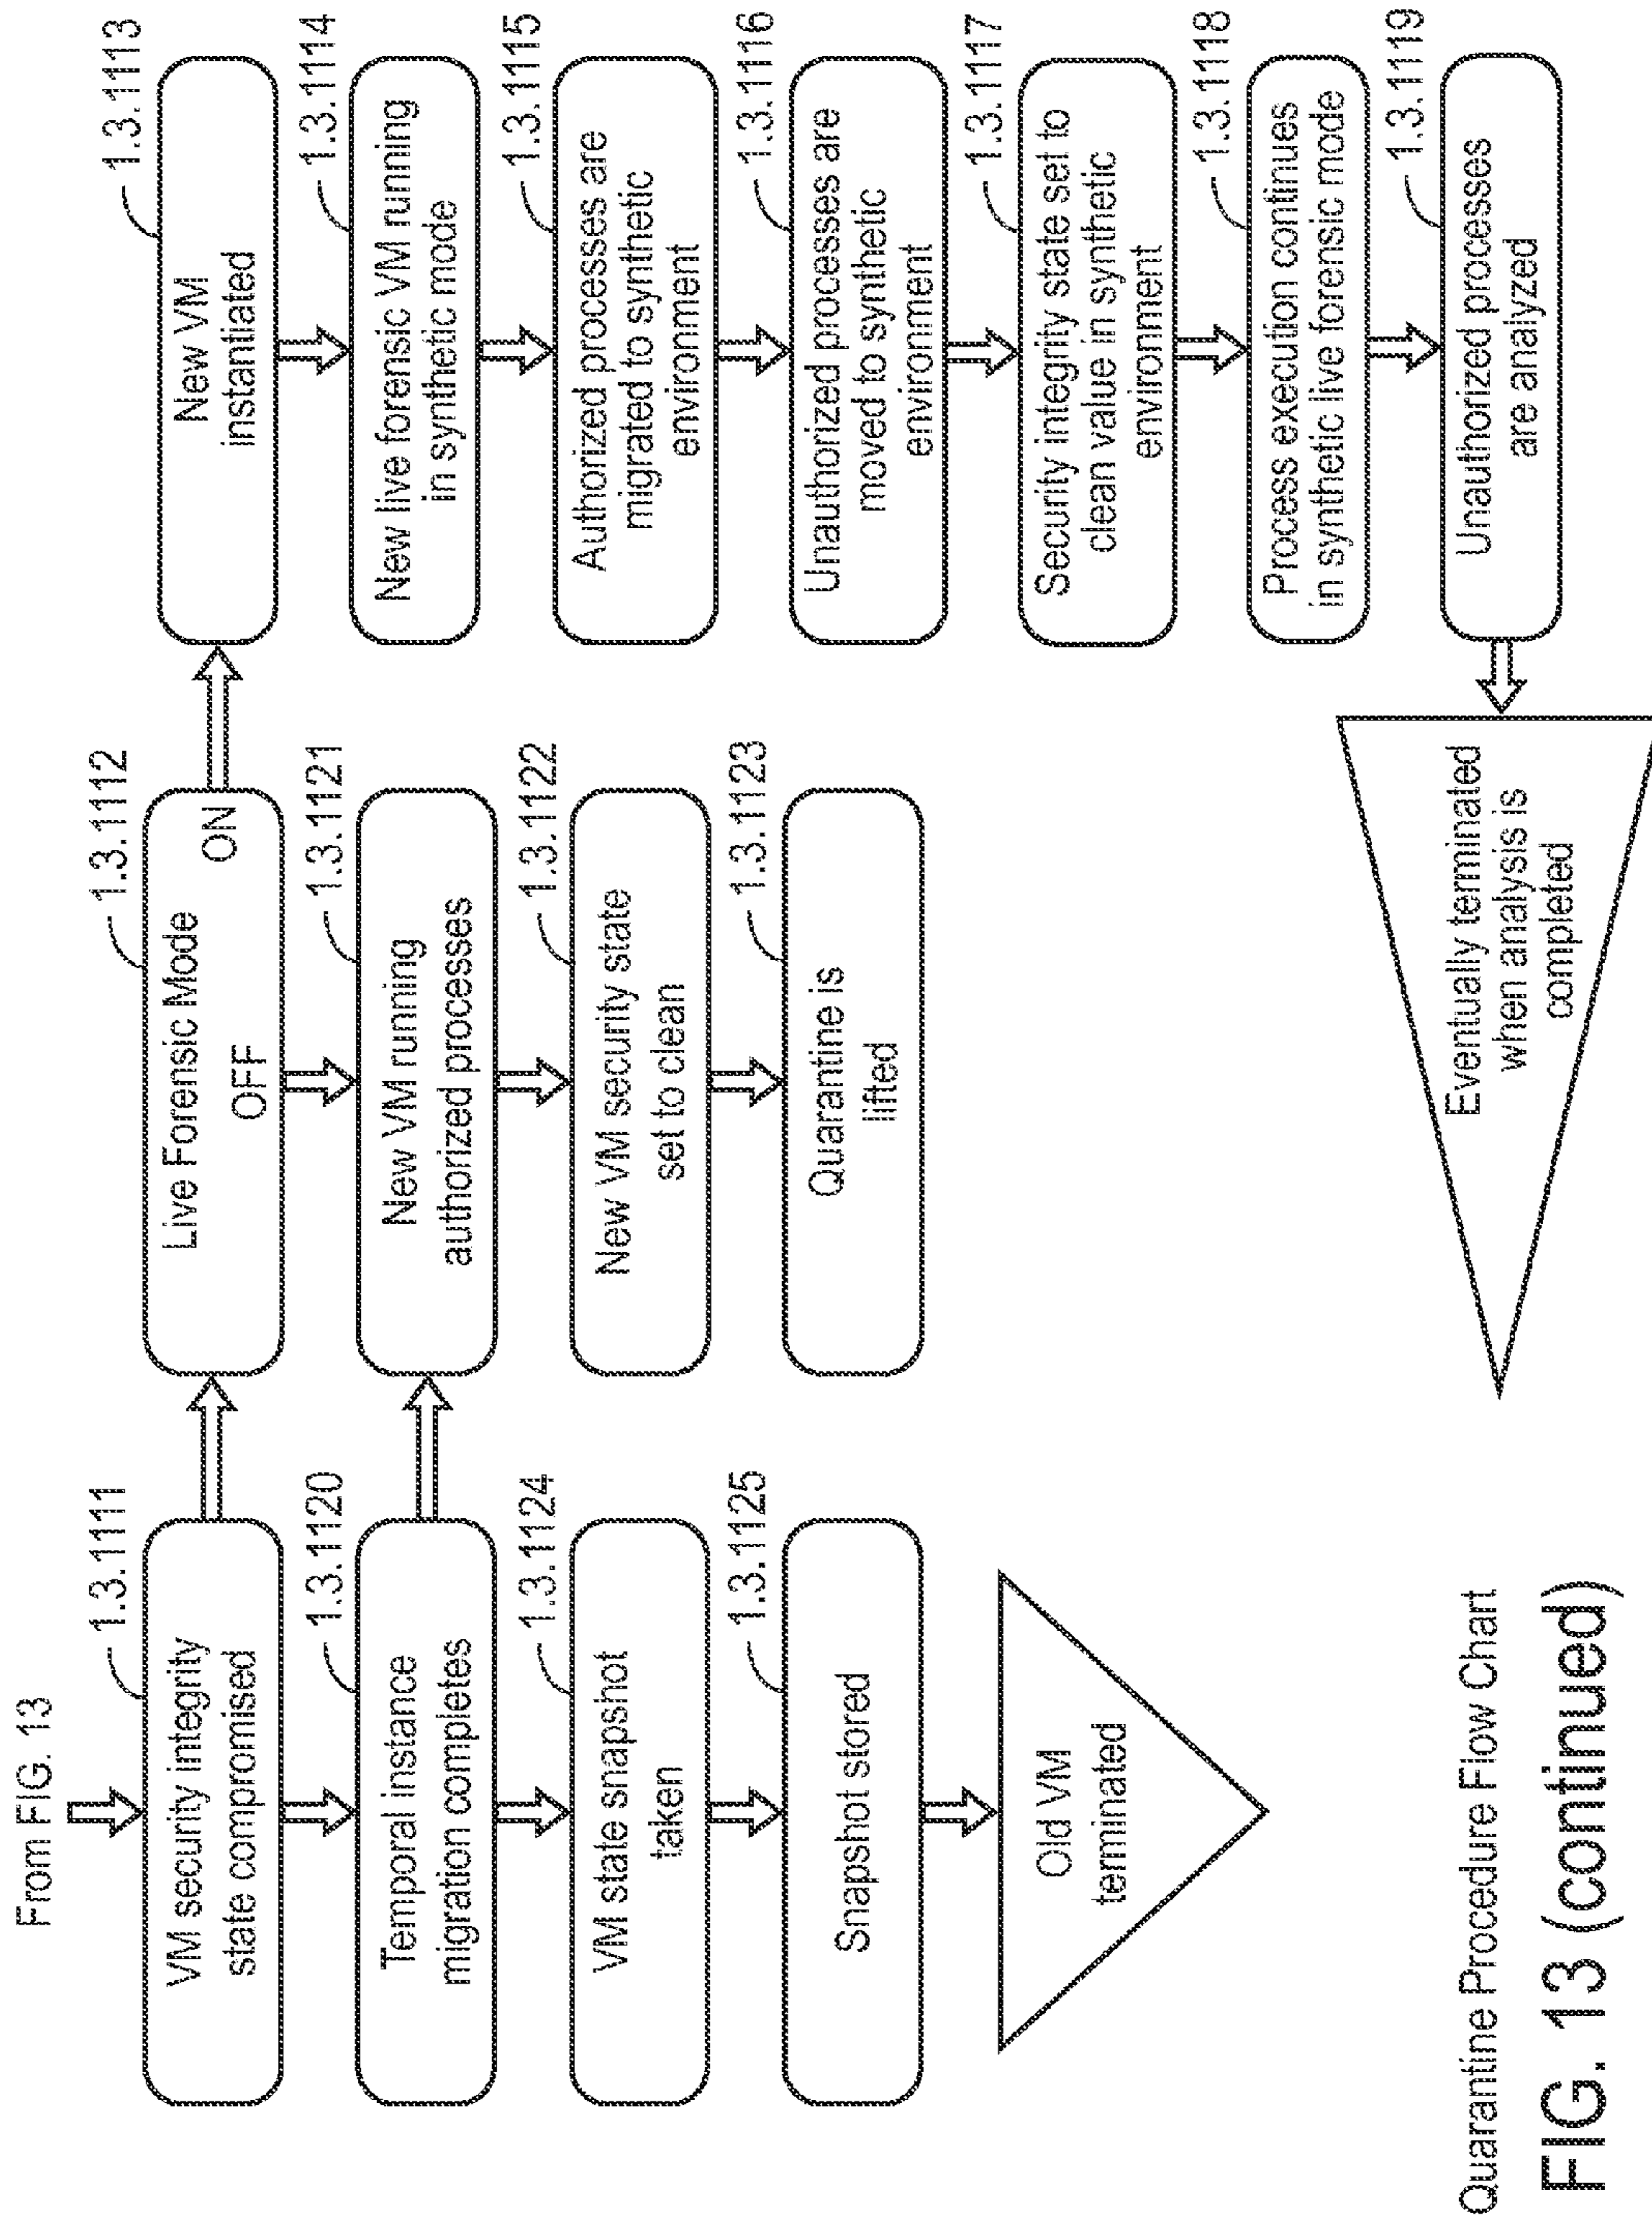 From FIG. 13
1.3.1111
VM security integrity
state compromised
1.3.1120
Temporal instance
migration completes
1.3.1124
VM state snapshot
taken
1.3.1125
Snapshot stored
Old VM
terminated
1.3.1112
Live Forensic Mode
ON
OFF
1.3.1121
New VM running
authorized processes
1.3.1122
New VM security state
set to clean
1.3.1123
Quarantine is
lifted
1.3.1113
New VM
instantiated
1.3.1114
New live forensic VM running
in synthetic mode
1.3.1115
Authorized processes are
migrated to synthetic
environment
1.3.1116
Unauthorized processes are
moved to synthetic
environment
1.3.1117
Security integrity state set to
clean value in synthetic
environment
1.3.1118
Process execution continues
in synthetic live forensic mode
1.3.1119
Unauthorized processes
are analyzed
Eventually terminated
when analysis is
completed
Quarantine Procedure Flow Chart
FIG. 13 (continued)